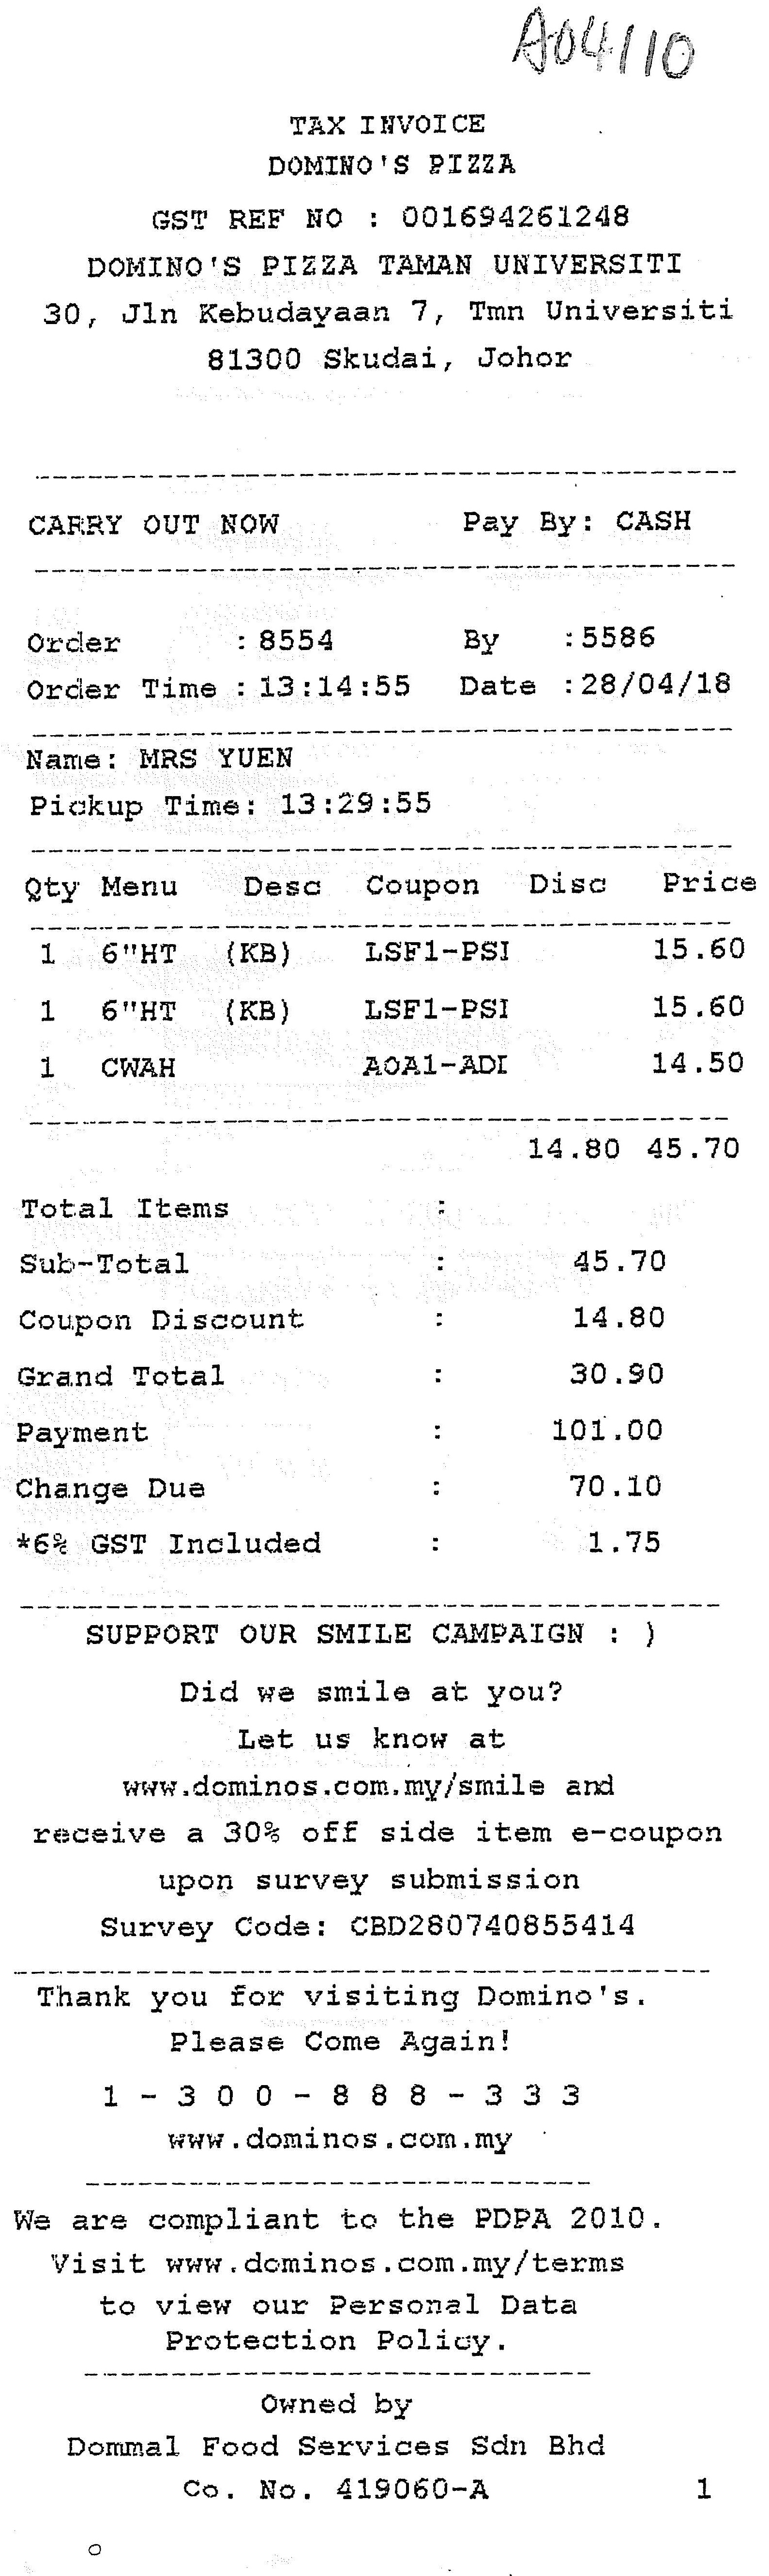 A04110
TAX INVOICE
DOMINO'S PIZZA
GST REF NO : 001694261248
DOMINO'S PIZZA TAMAN UNIVERSITI
30, Jln Kebudayaan 7, Tmn Universiti
81300 Skudai, Johor
CARRY OUT NOW Pay By: CASH
Order : 8554 By :5586
Order Time : 13:14:55 Date :28/04/18
Name: MRS YUEN
Pickup Time: 13:29:55
Qty Menu Desc Coupon Disc Price
1 6"HT (KB) LSF1-PSI 15.60
1 6"HT (KB) LSF1-PSI 15.60
1 CWAH AOA1-ADI 14.50
14.80 45.70
Total Items :
Sub-Total : 45.70
Coupon Discount : 14.80
Grand Total : 30.90
Payment : 101.00
Change Due : 70.10
*6% GST Included : 1.75
SUPPORT OUR SMILE CAMPAIGN : )
Did we smile at you?
Let us know at
www.dominos.com.my/smile and
receive a 30% off side item e-coupon
upon survey submission
Survey Code: CBD280740855414
Thank you for visiting Domino's.
Please Come Again!
1 - 3 0 0 - 8 8 8 - 3 3 3
www.dominos.com.my
We are compliant to the PDPA 2010.
Visit www.dominos.com.my/terms
to view our Personal Data
Protection Policy.
Owned by
Dommal Food Services Sdn Bhd
Co. No. 419060-A 1